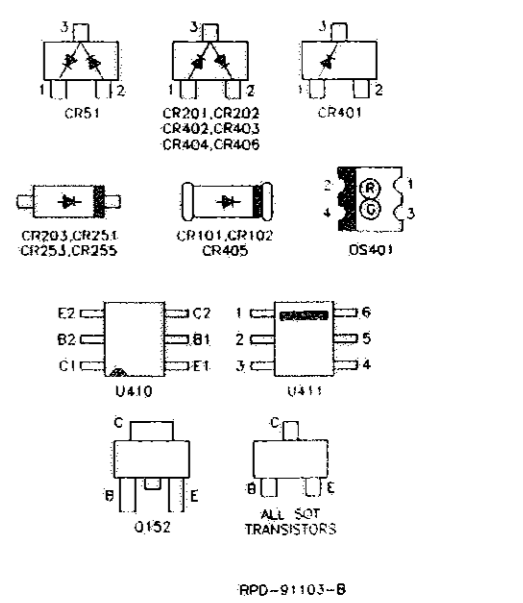 3 3 3
1 2 1 2 1 2
CR51 CR201,CR202 CR401
CR402,CR403
CR404,CR406
2 R 1
4 G 3
CR203,CR251 CR101,CR102 DS401
CR253,CR255 CR405
E2 C2 1 6
B2 B1 2 5
C1 E1 3 4
U410 U411
C C
B E B E
Q152 ALL SOT
TRANSISTORS
RPD-91103-B